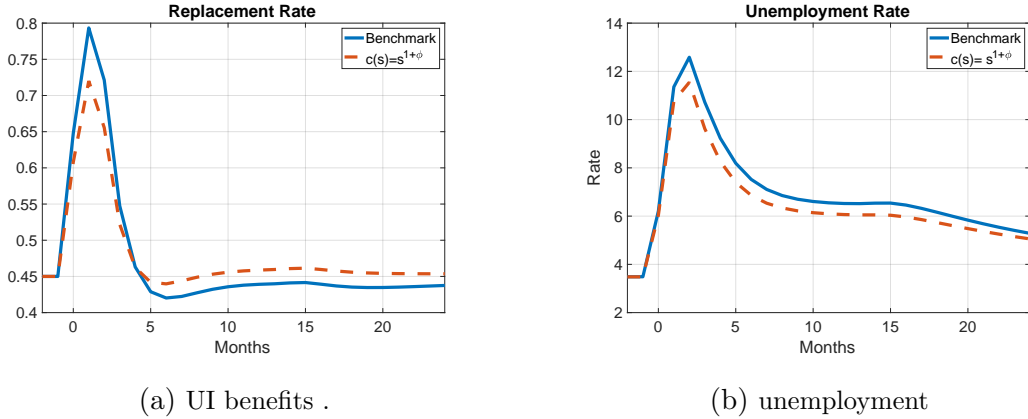 Replacement Rate
0.8
0.75
0.7
0.65
0.6
0.55
0.5
0.45
0.4
0 5 10 15 20
Months
Benchmark
c(s)=s^{1+ϕ}
(a) UI benefits .
Unemployment Rate
14
12
10
8
6
4
2
Rate
0 5 10 15 20
Months
Benchmark
c(s)= s^{1+ϕ}
(b) unemployment